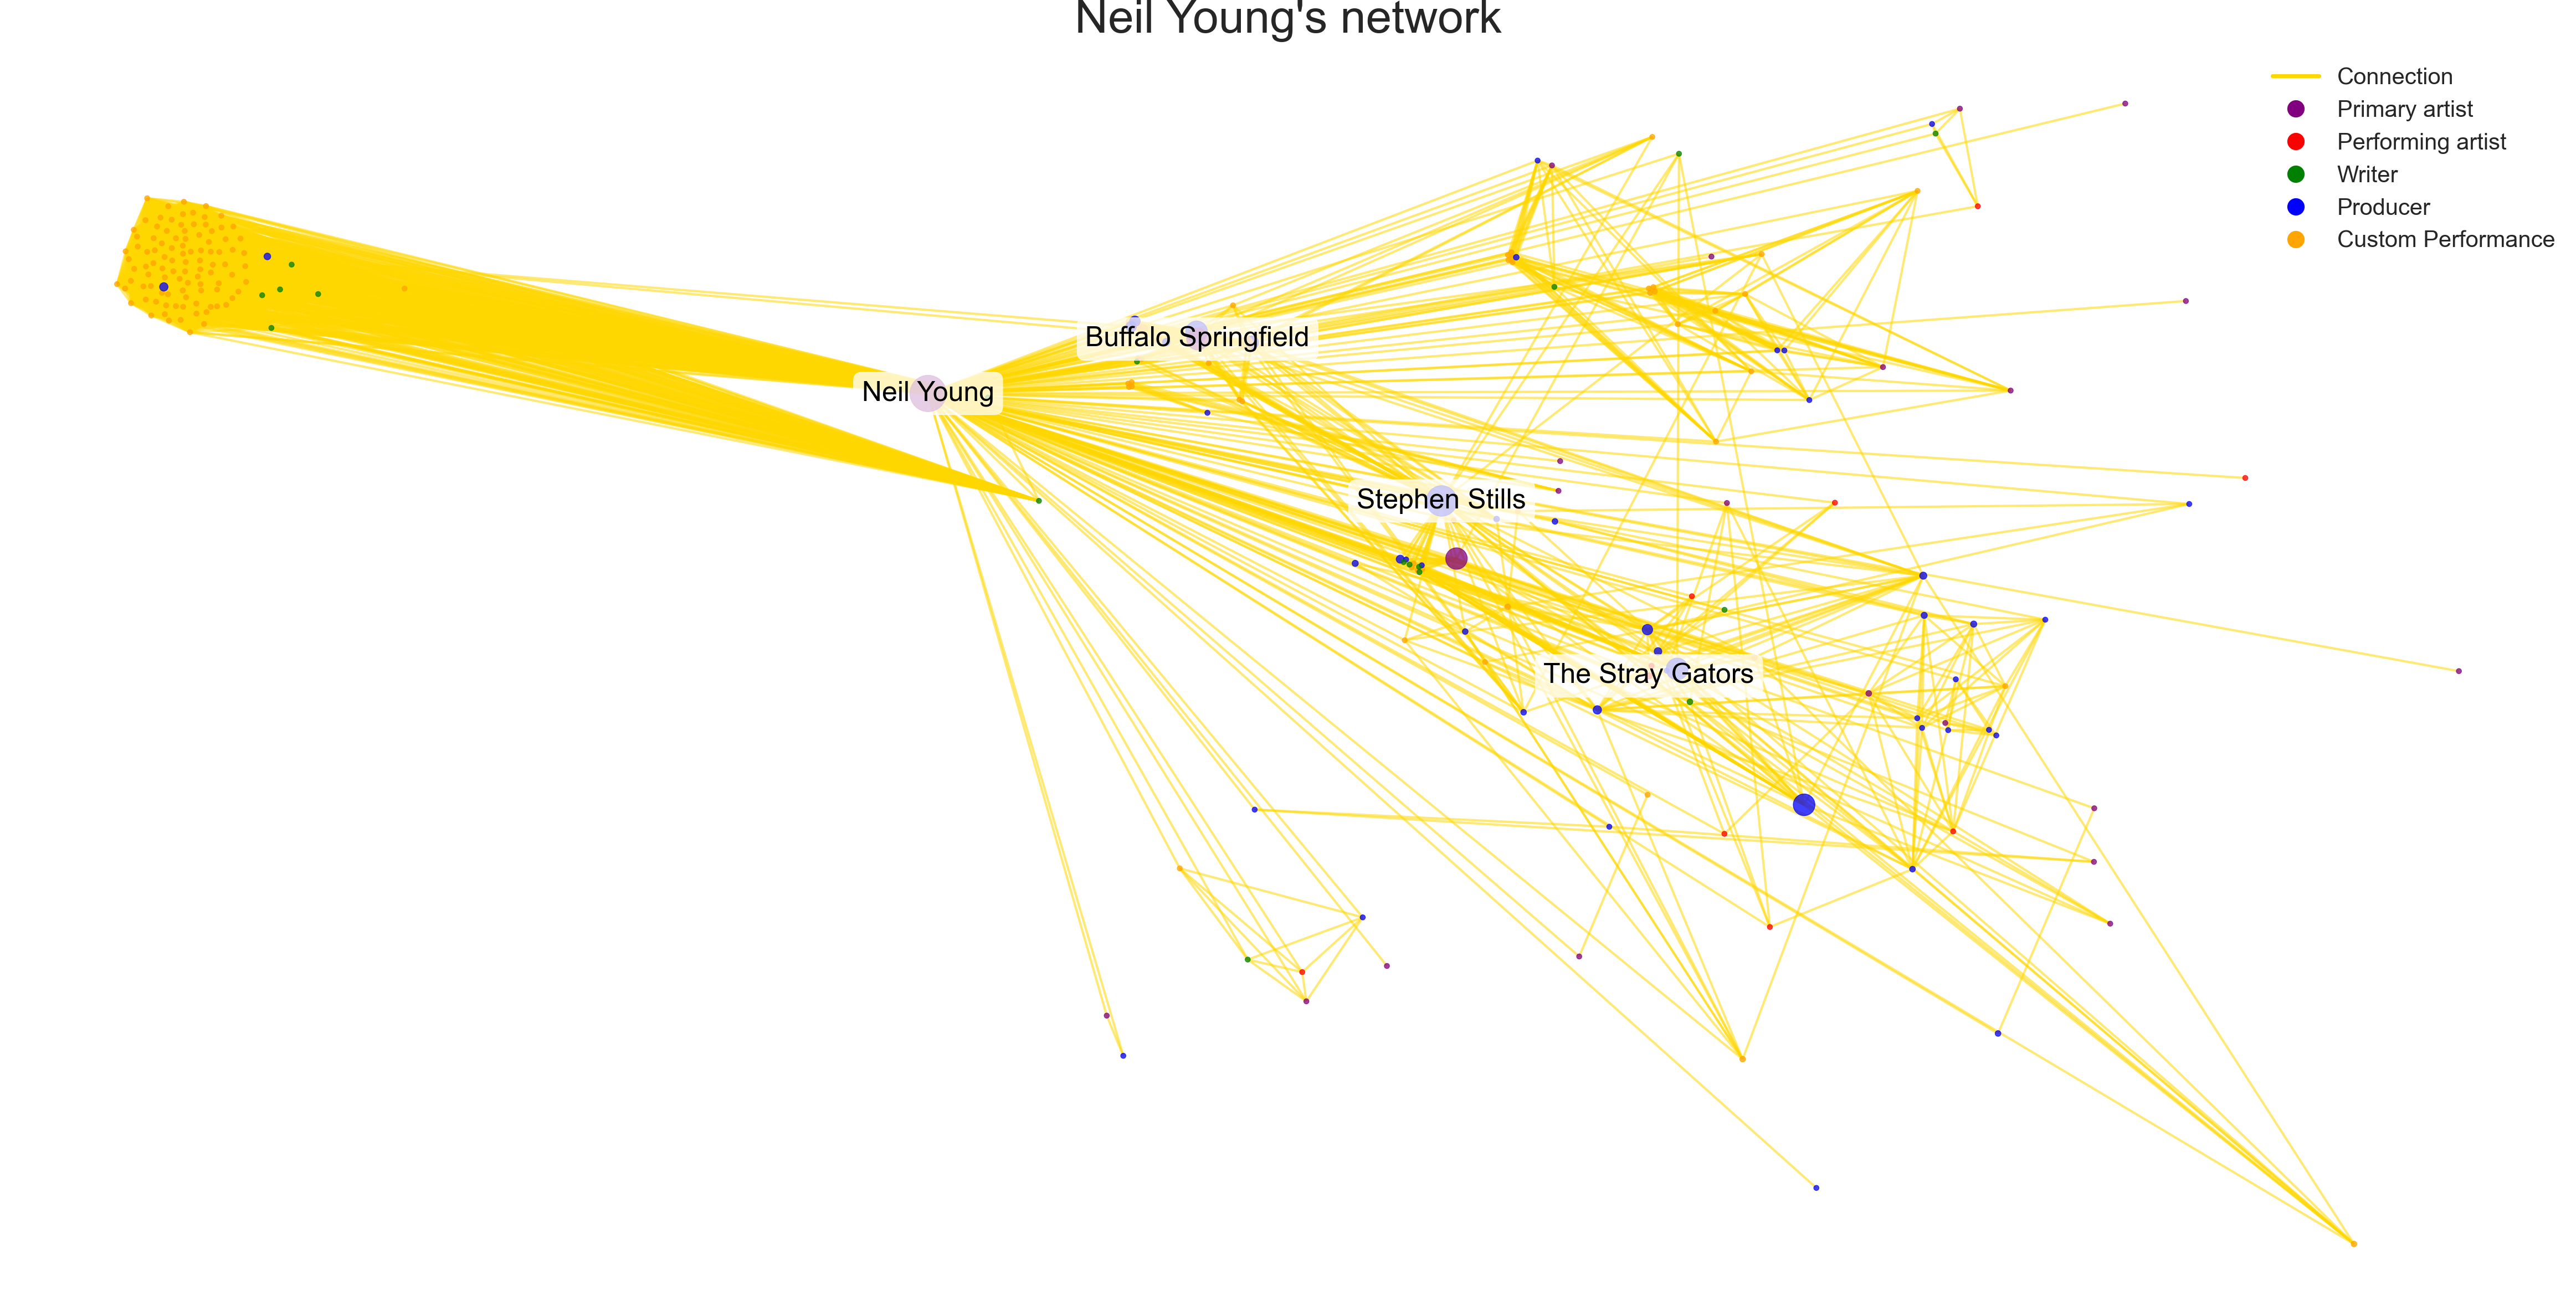 Neil Young's network
Connection
Primary artist
Performing artist
Writer
Producer
Custom Performance
Buffalo Springfield
Neil Young
Stephen Stills
The Stray Gators